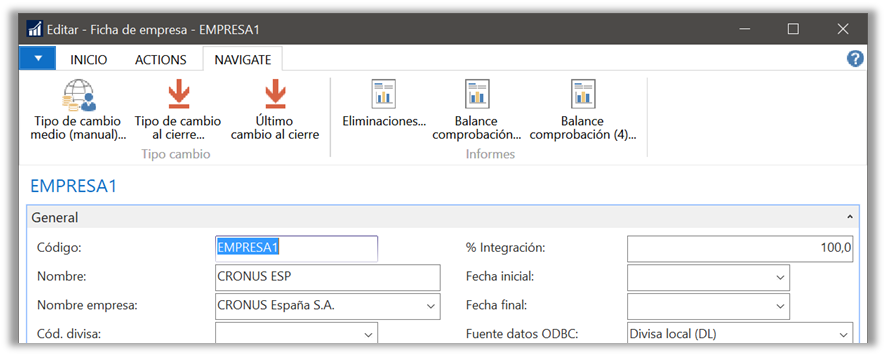 Editar - Ficha de empresa - EMPRESA1
INICIO ACTIONS NAVIGATE
Tipo de cambio medio (manual)...
Tipo de cambio al cierre...
Último cambio al cierre
Eliminaciones...
Balance comprobación...
Balance comprobación (4)...
Tipo cambio
Informes
EMPRESA1
General
Código: EMPRESA1
% Integración: 100,0
Nombre: CRONUS ESP
Fecha inicial:
Nombre empresa: CRONUS España S.A.
Fecha final:
Cód. divisa:
Fuente datos ODBC: Divisa local (DL)